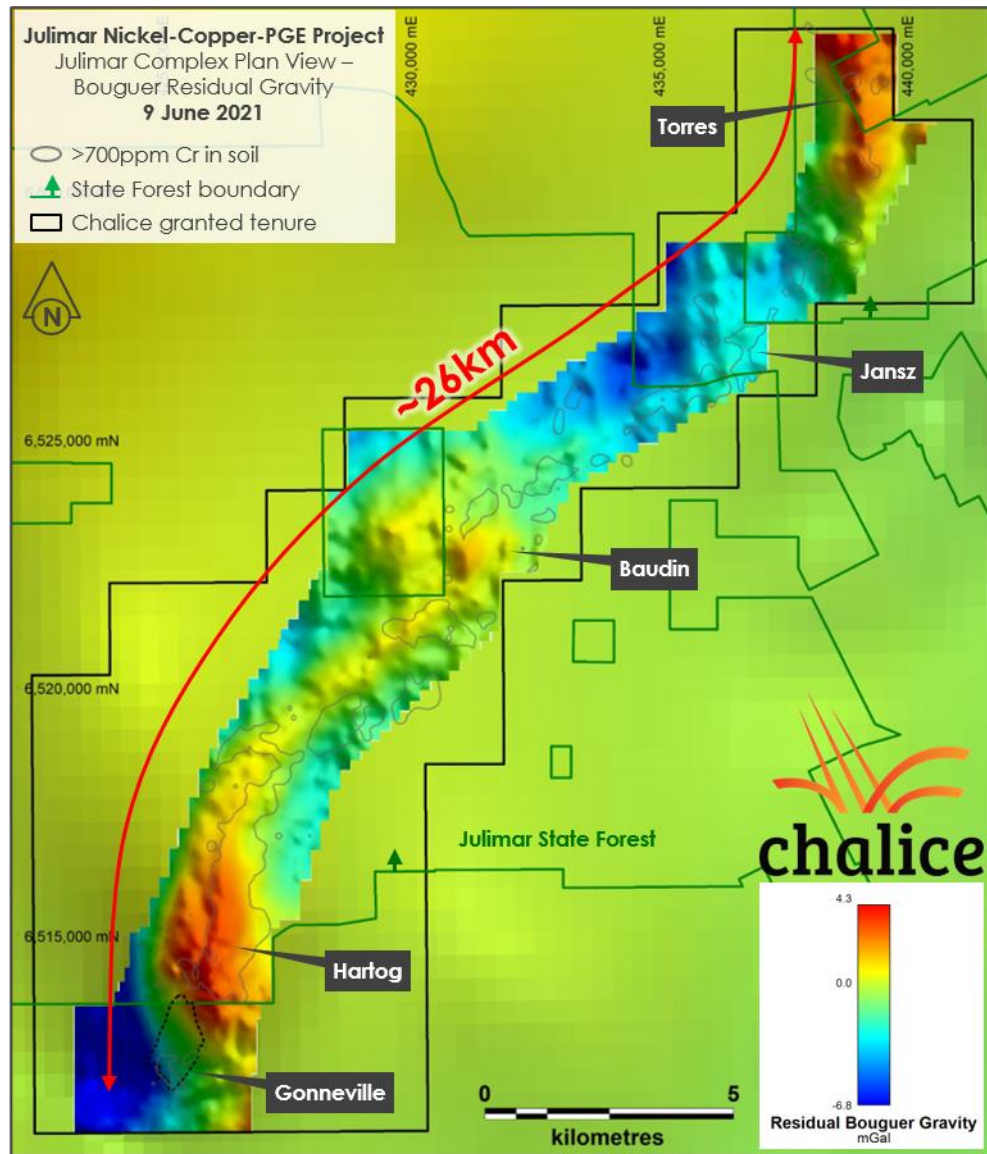 Julimar Nickel-Copper-PGE Project
Julimar Complex Plan View –
Bouguer Residual Gravity
9 June 2021
>700ppm Cr in soil
State Forest boundary
Chalice granted tenure
430,000 mE
435,000 mE
440,000 mE
Torres
N
~26km
Jansz
6,525,000 mN
Baudin
6,520,000 mN
chalice
Julimar State Forest
6,515,000 mN
Hartog
Gonneville
0
5
kilometres
4.3
0.0
-6.8
Residual Bouguer Gravity
mGal